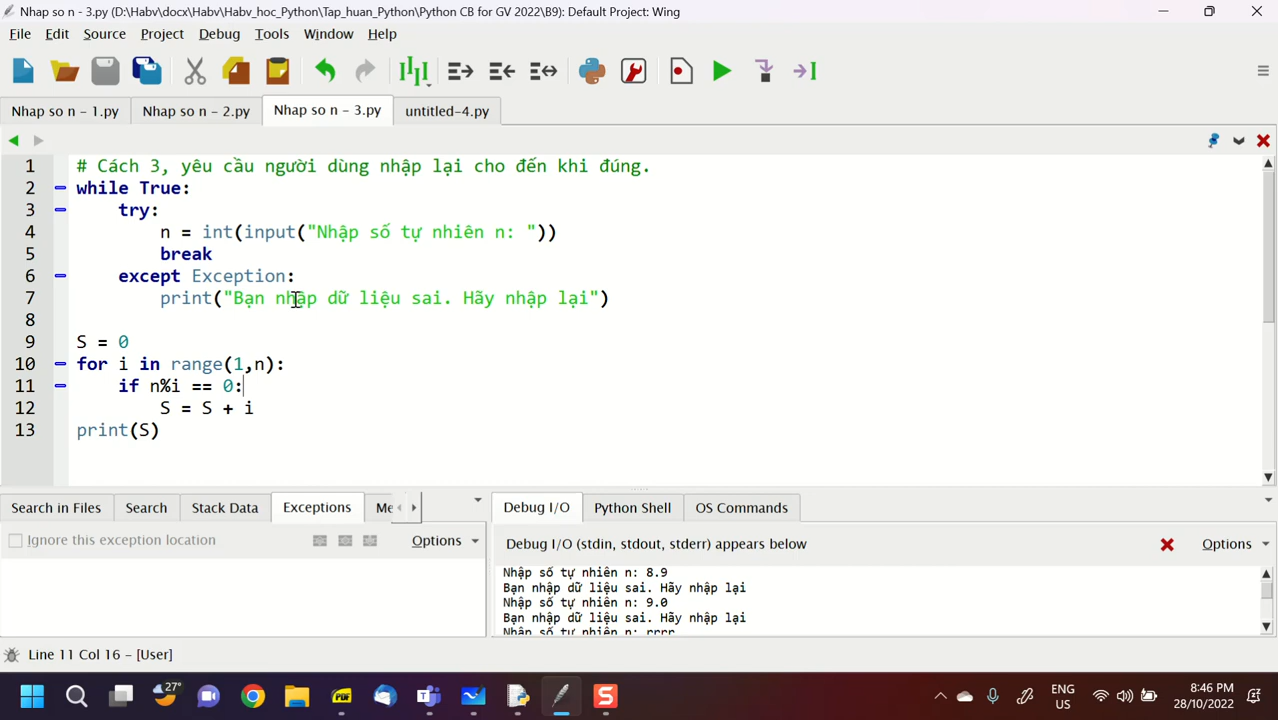 Nhap so n - 3.py (D:\Habv\docx\Habv\Habv_hoc_Python\Tap_huan_Python\Python CB for GV 2022\B9): Default Project: Wing
File Edit Source Project Debug Tools Window Help
Nhap so n - 1.py Nhap so n - 2.py Nhap so n - 3.py untitled-4.py
1 # Cách 3, yêu cầu người dùng nhập lại cho đến khi đúng.
2 while True:
3 try:
4 n = int(input("Nhập số tự nhiên n: "))
5 break
6 except Exception:
7 print("Bạn nhập dữ liệu sai. Hãy nhập lại")
8
9 S = 0
10 for i in range(1,n):
11 if n%i == 0:
12 S = S + i
13 print(S)
Search in Files Search Stack Data Exceptions Me
Debug I/O Python Shell OS Commands
Ignore this exception location Options
Debug I/O (stdin, stdout, stderr) appears below Options
Nhập số tự nhiên n: 8.9
Bạn nhập dữ liệu sai. Hãy nhập lại
Nhập số tự nhiên n: 9.0
Bạn nhập dữ liệu sai. Hãy nhập lại
Nhập số tự nhiên n: rrrr
Line 11 Col 16 - [User]
27°
PDF
S
ENG
US
8:46 PM
28/10/2022